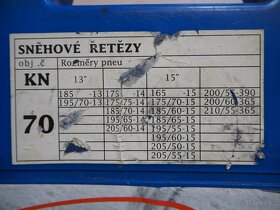 SNĚHOVÉ ŘETĚZY
obj .č Rozměry pneu
KN 13" 15"
70
185 -13 175 -14 165 -15 200/55-390
195/70-13 175/75-14 175/70-15 200/60-365
185/70-14 185/65-15 210/55-365
195/65-14 195/55-15
205/60-14 185/55-15
195/60-15
205/50-15
205/55-15